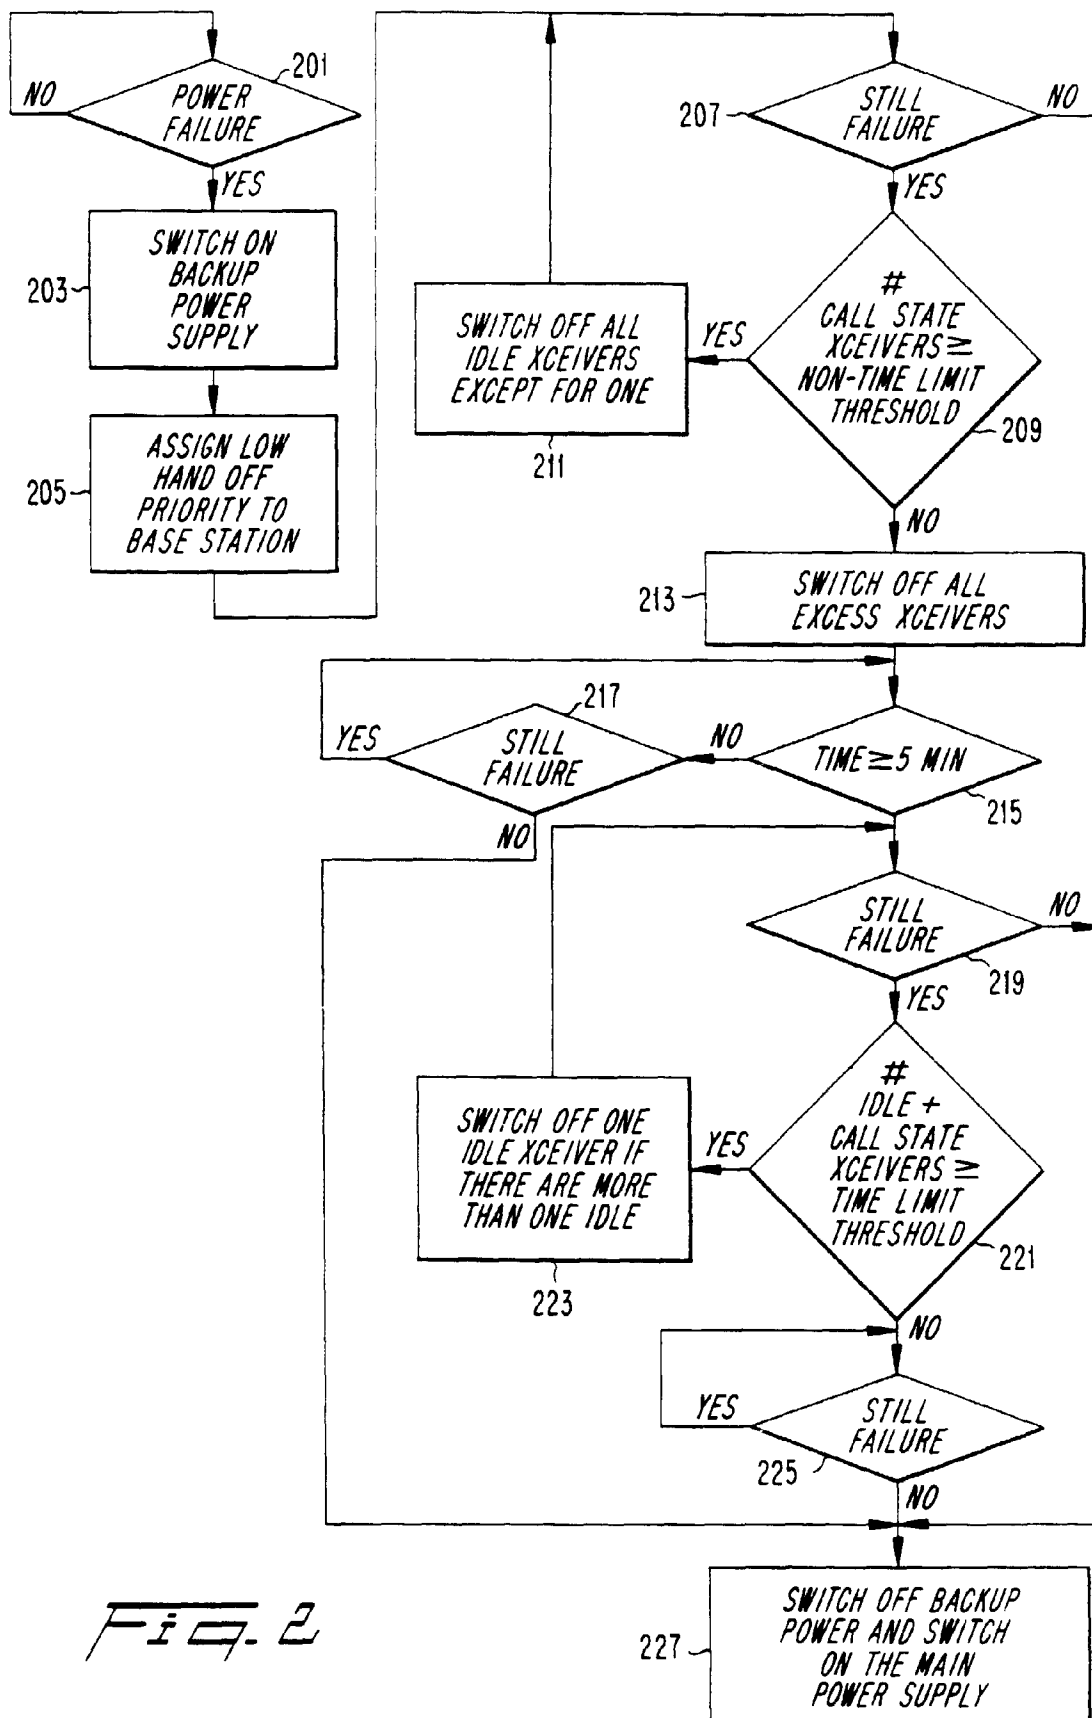 201
NO
POWER
FAILURE
YES
203
SWITCH ON
BACKUP
POWER
SUPPLY
205
ASSIGN LOW
HAND OFF
PRIORITY TO
BASE STATION
207
STILL
FAILURE
NO
YES
#
CALL STATE
XCEIVERS ≥
NON-TIME LIMIT
THRESHOLD
209
YES
SWITCH OFF ALL
IDLE XCEIVERS
EXCEPT FOR ONE
211
NO
213
SWITCH OFF ALL
EXCESS XCEIVERS
217
YES
STILL
FAILURE
NO
NO
TIME ≥ 5 MIN
215
STILL
FAILURE
NO
219
YES
#
IDLE +
CALL STATE
XCEIVERS ≥
TIME LIMIT
THRESHOLD
221
YES
SWITCH OFF ONE
IDLE XCEIVER IF
THERE ARE MORE
THAN ONE IDLE
223
NO
YES
STILL
FAILURE
225
NO
227
SWITCH OFF BACKUP
POWER AND SWITCH
ON THE MAIN
POWER SUPPLY
Fig. 2